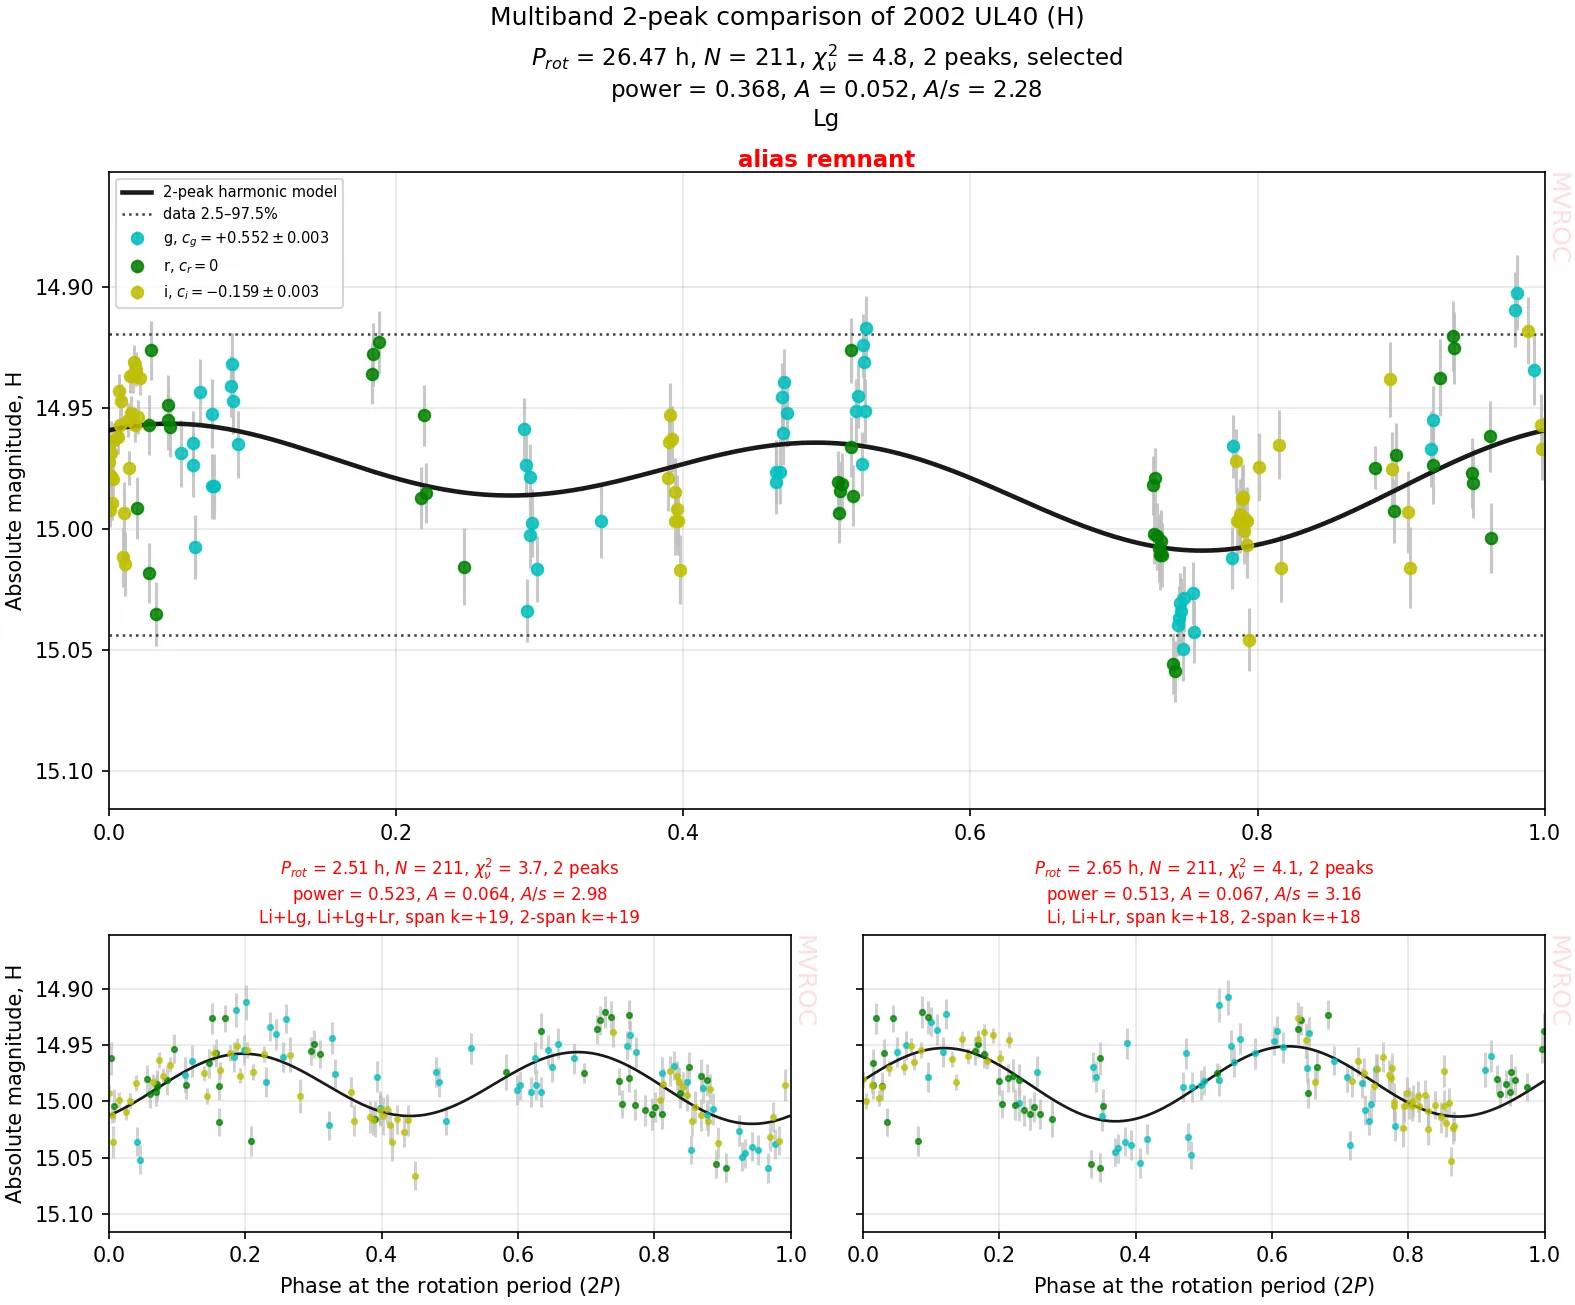 Multiband 2-peak comparison of 2002 UL40 (H)
P_rot = 26.47 h, N = 211, χ²_ν = 4.8, 2 peaks, selected
power = 0.368, A = 0.052, A/s = 2.28
Lg
alias remnant
2-peak harmonic model
data 2.5–97.5%
g, c_g = +0.552 ± 0.003
r, c_r = 0
i, c_i = −0.159 ± 0.003
MVROC
Absolute magnitude, H
14.90
14.95
15.00
15.05
15.10
0.0 0.2 0.4 0.6 0.8 1.0
P_rot = 2.51 h, N = 211, χ²_ν = 3.7, 2 peaks
power = 0.523, A = 0.064, A/s = 2.98
Li+Lg, Li+Lg+Lr, span k=+19, 2-span k=+19
MVROC
Absolute magnitude, H
14.90
14.95
15.00
15.05
15.10
0.0 0.2 0.4 0.6 0.8 1.0
Phase at the rotation period (2P)
P_rot = 2.65 h, N = 211, χ²_ν = 4.1, 2 peaks
power = 0.513, A = 0.067, A/s = 3.16
Li, Li+Lr, span k=+18, 2-span k=+18
MVROC
0.0 0.2 0.4 0.6 0.8 1.0
Phase at the rotation period (2P)